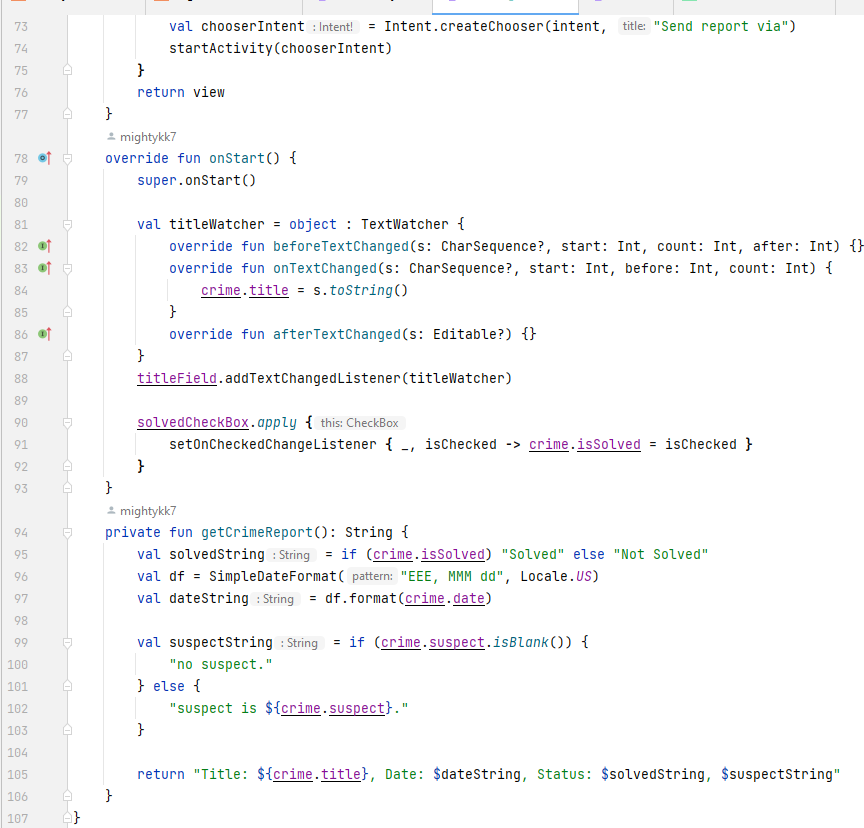 73 val chooserIntent : Intent! = Intent.createChooser(intent, title: "Send report via")
74 startActivity(chooserIntent)
75 }
76 return view
77 }
mightykk7
78 override fun onStart() {
79 super.onStart()
80
81 val titleWatcher = object : TextWatcher {
82 override fun beforeTextChanged(s: CharSequence?, start: Int, count: Int, after: Int) {}
83 override fun onTextChanged(s: CharSequence?, start: Int, before: Int, count: Int) {
84 crime.title = s.toString()
85 }
86 override fun afterTextChanged(s: Editable?) {}
87 }
88 titleField.addTextChangedListener(titleWatcher)
89
90 solvedCheckBox.apply { this: CheckBox
91 setOnCheckedChangeListener { _, isChecked -> crime.isSolved = isChecked }
92 }
93 }
mightykk7
94 private fun getCrimeReport(): String {
95 val solvedString : String = if (crime.isSolved) "Solved" else "Not Solved"
96 val df = SimpleDateFormat( pattern: "EEE, MMM dd", Locale.US)
97 val dateString : String = df.format(crime.date)
98
99 val suspectString : String = if (crime.suspect.isBlank()) {
100 "no suspect."
101 } else {
102 "suspect is ${crime.suspect}."
103 }
104
105 return "Title: ${crime.title}, Date: $dateString, Status: $solvedString, $suspectString"
106 }
107 }